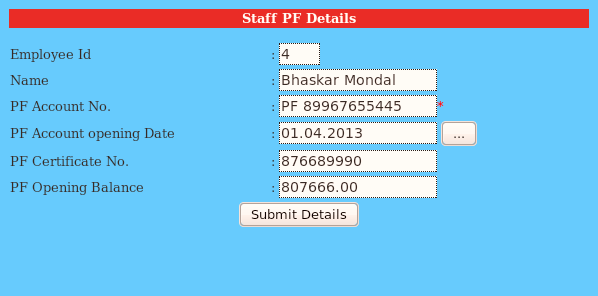 Staff PF Details
Employee Id : 4
Name : Bhaskar Mondal
PF Account No. : PF 89967655445 *
PF Account opening Date : 01.04.2013 ...
PF Certificate No. : 876689990
PF Opening Balance : 807666.00
Submit Details